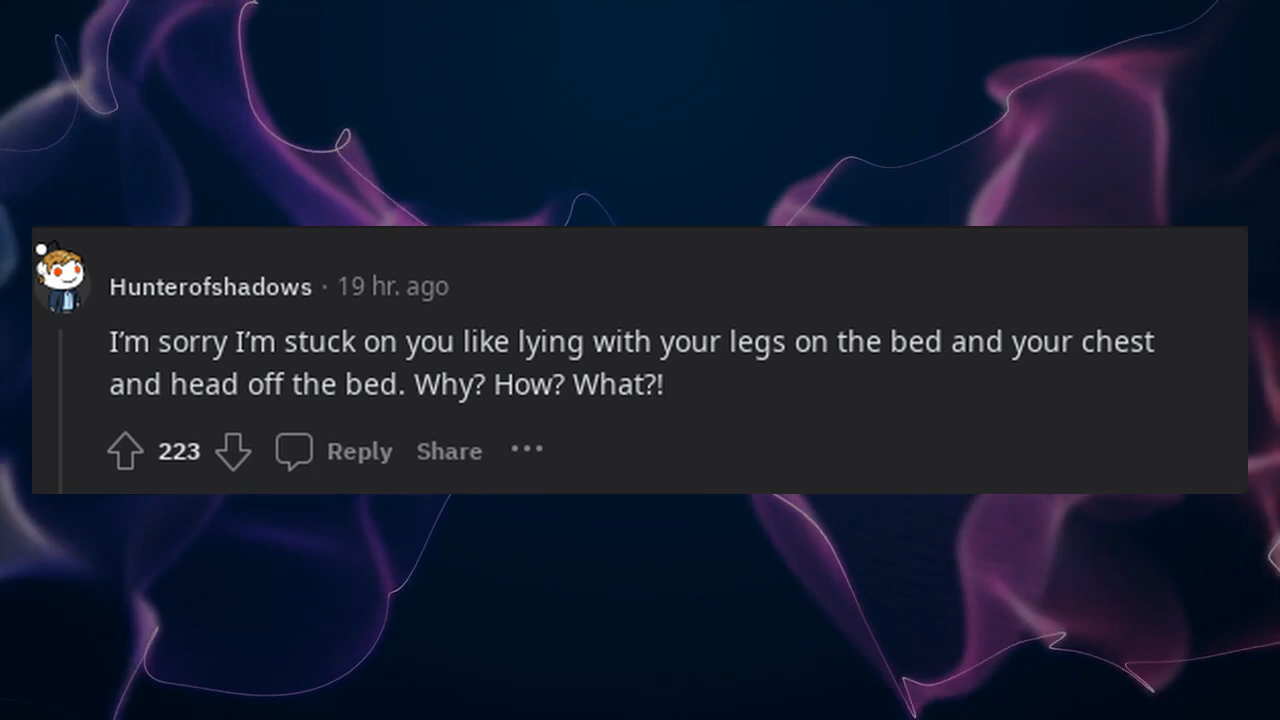 Hunterofshadows · 19 hr. ago
I’m sorry I’m stuck on you like lying with your legs on the bed and your chest
and head off the bed. Why? How? What?!
223 Reply Share ···